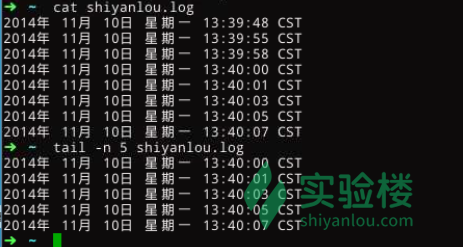 ➜ ~ cat shiyanlou.log
2014年 11月 10日 星期一 13:39:48 CST
2014年 11月 10日 星期一 13:39:55 CST
2014年 11月 10日 星期一 13:39:58 CST
2014年 11月 10日 星期一 13:40:00 CST
2014年 11月 10日 星期一 13:40:01 CST
2014年 11月 10日 星期一 13:40:03 CST
2014年 11月 10日 星期一 13:40:05 CST
2014年 11月 10日 星期一 13:40:07 CST
➜ ~ tail -n 5 shiyanlou.log
2014年 11月 10日 星期一 13:40:00 CST
2014年 11月 10日 星期一 13:40:01 CST
2014年 11月 10日 星期一 13:40:03 CST
2014年 11月 10日 星期一 13:40:05 CST
2014年 11月 10日 星期一 13:40:07 CST
➜ ~
实验楼
shiyanlou.com